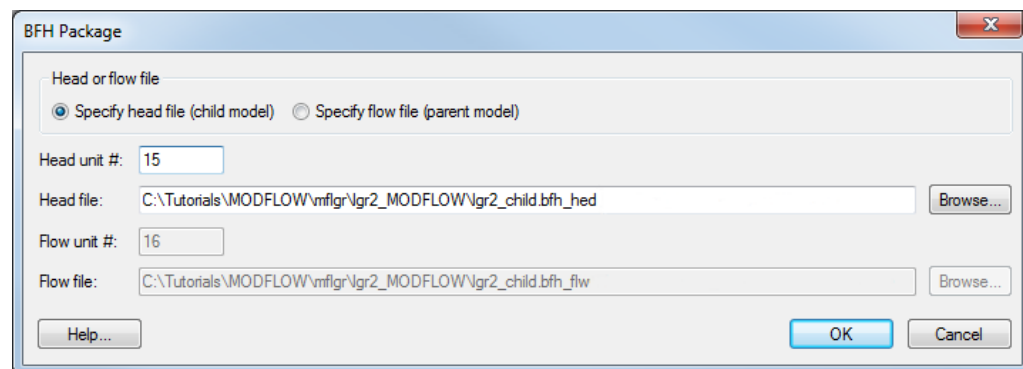 BFH Package
Head or flow file
Specify head file (child model) Specify flow file (parent model)
Head unit #: 15
Head file: C:\Tutorials\MODFLOW\mflgr\lgr2_MODFLOW\lgr2_child.bfh_hed Browse...
Flow unit #: 16
Flow file: C:\Tutorials\MODFLOW\mflgr\lgr2_MODFLOW\lgr2_child.bfh_flw Browse...
Help... OK Cancel